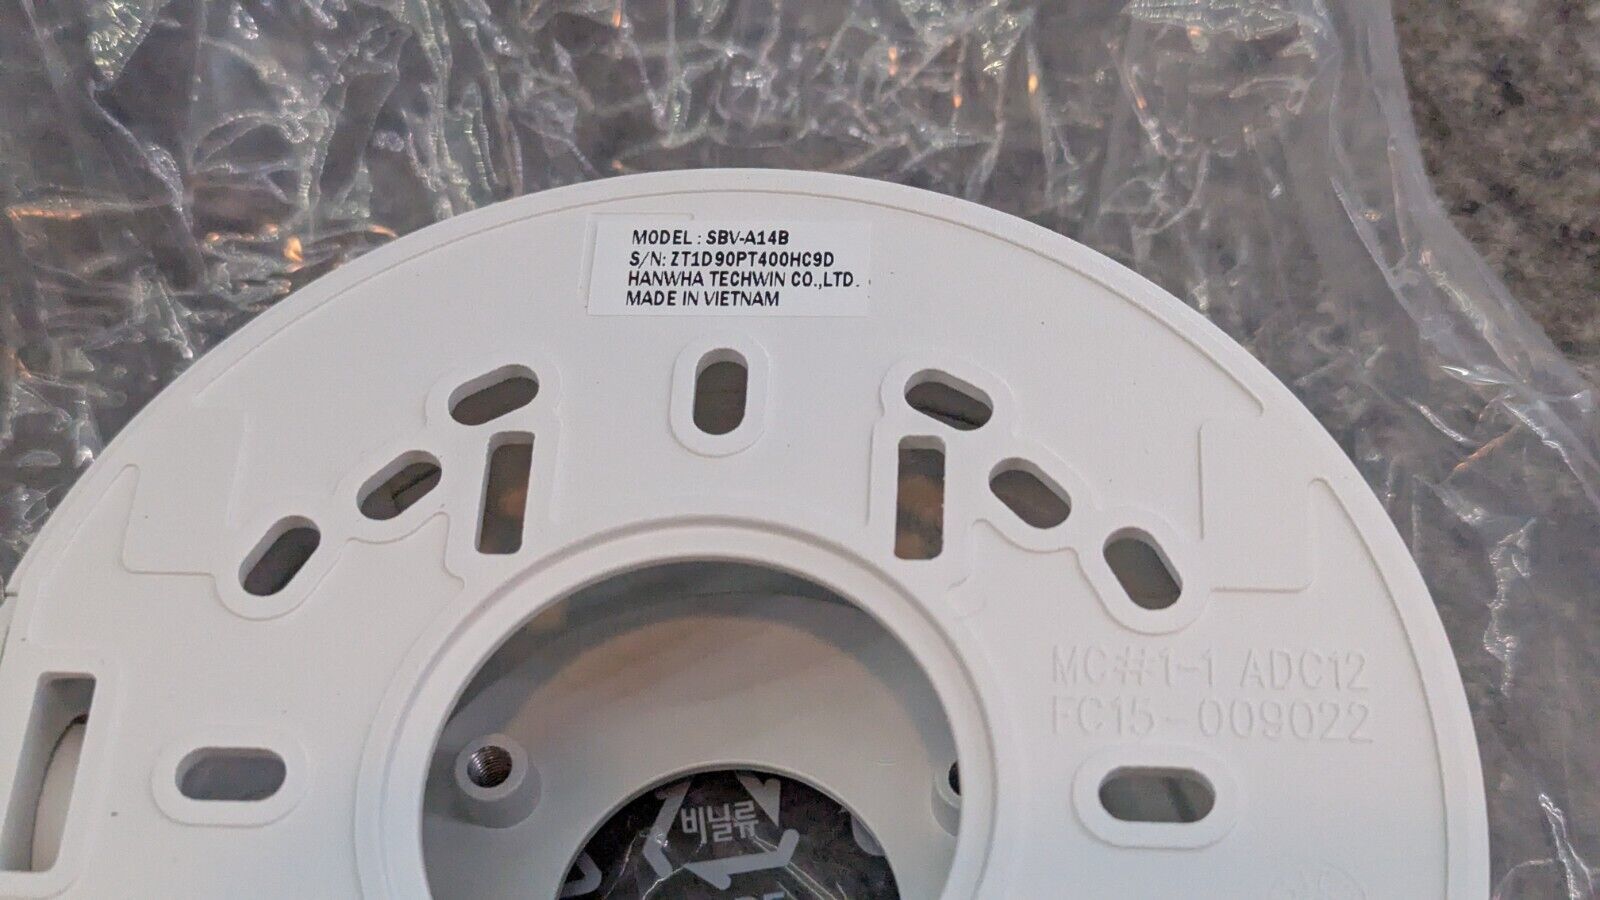 MODEL : SBV-A14B
S/N: ZT1D90PT400HC9D
HANWHA TECHWIN CO.,LTD.
MADE IN VIETNAM
MC#1-1 ADC12
FC15-009022
비닐류